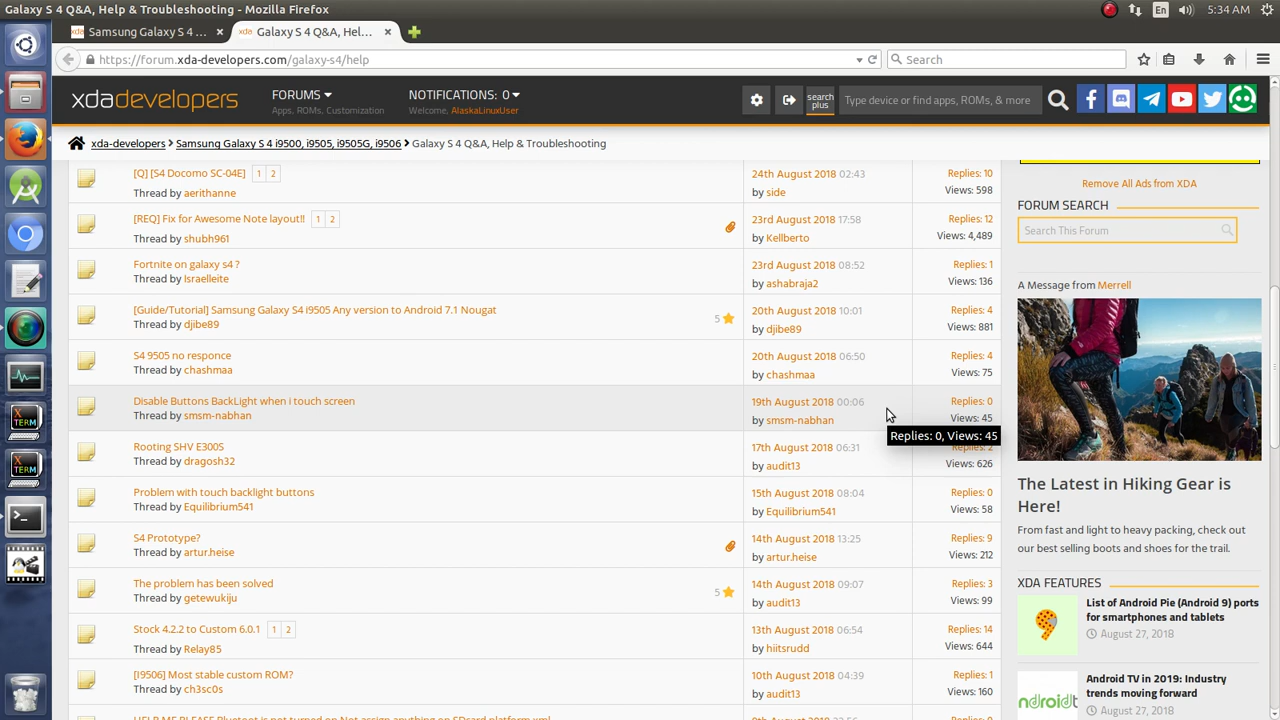 Galaxy S 4 Q&A, Help & Troubleshooting - Mozilla Firefox
En
5:34 AM
Samsung Galaxy S 4 ...
xda Galaxy S 4 Q&A, Hel...
https://forum.xda-developers.com/galaxy-s4/help
Search
xdadevelopers
FORUMS
Apps, ROMs, Customization
NOTIFICATIONS: 0
Welcome, AlaskaLinuxUser
search
plus
Type device or find apps, ROMs, & more
xda-developers
Samsung Galaxy S 4 i9500, i9505, i9505G, i9506
Galaxy S 4 Q&A, Help & Troubleshooting
[Q] [S4 Docomo SC-04E] 1 2
Thread by aerithanne
24th August 2018 02:43
by side
Replies: 10
Views: 598
[REQ] Fix for Awesome Note layout!! 1 2
Thread by shubh961
23rd August 2018 17:58
by Kellberto
Replies: 12
Views: 4,489
Fortnite on galaxy s4 ?
Thread by Israelleite
23rd August 2018 08:52
by ashabraja2
Replies: 1
Views: 136
[Guide/Tutorial] Samsung Galaxy S4 i9505 Any version to Android 7.1 Nougat
Thread by djibe89
5
20th August 2018 10:01
by djibe89
Replies: 4
Views: 881
S4 9505 no responce
Thread by chashmaa
20th August 2018 06:50
by chashmaa
Replies: 4
Views: 75
Disable Buttons BackLight when i touch screen
Thread by smsm-nabhan
19th August 2018 00:06
by smsm-nabhan
Replies: 0
Views: 45
Replies: 0, Views: 45
Rooting SHV E300S
Thread by dragosh32
17th August 2018 06:31
by audit13
Replies: 2
Views: 626
Problem with touch backlight buttons
Thread by Equilibrium541
15th August 2018 08:04
by Equilibrium541
Replies: 0
Views: 58
S4 Prototype?
Thread by artur.heise
14th August 2018 13:25
by artur.heise
Replies: 9
Views: 212
The problem has been solved
Thread by getewukiju
5
14th August 2018 09:07
by audit13
Replies: 3
Views: 99
Stock 4.2.2 to Custom 6.0.1 1 2
Thread by Relay85
13th August 2018 06:54
by hiitsrudd
Replies: 14
Views: 644
[I9506] Most stable custom ROM?
Thread by ch3sc0s
10th August 2018 04:39
by audit13
Replies: 1
Views: 160
Remove All Ads from XDA
FORUM SEARCH
Search This Forum
A Message from Merrell
The Latest in Hiking Gear is
Here!
From fast and light to heavy packing, check out
our best selling boots and shoes for the trail.
XDA FEATURES
List of Android Pie (Android 9) ports
for smartphones and tablets
August 27, 2018
Android TV in 2019: Industry
trends moving forward
August 27, 2018
XTERM
XTERM